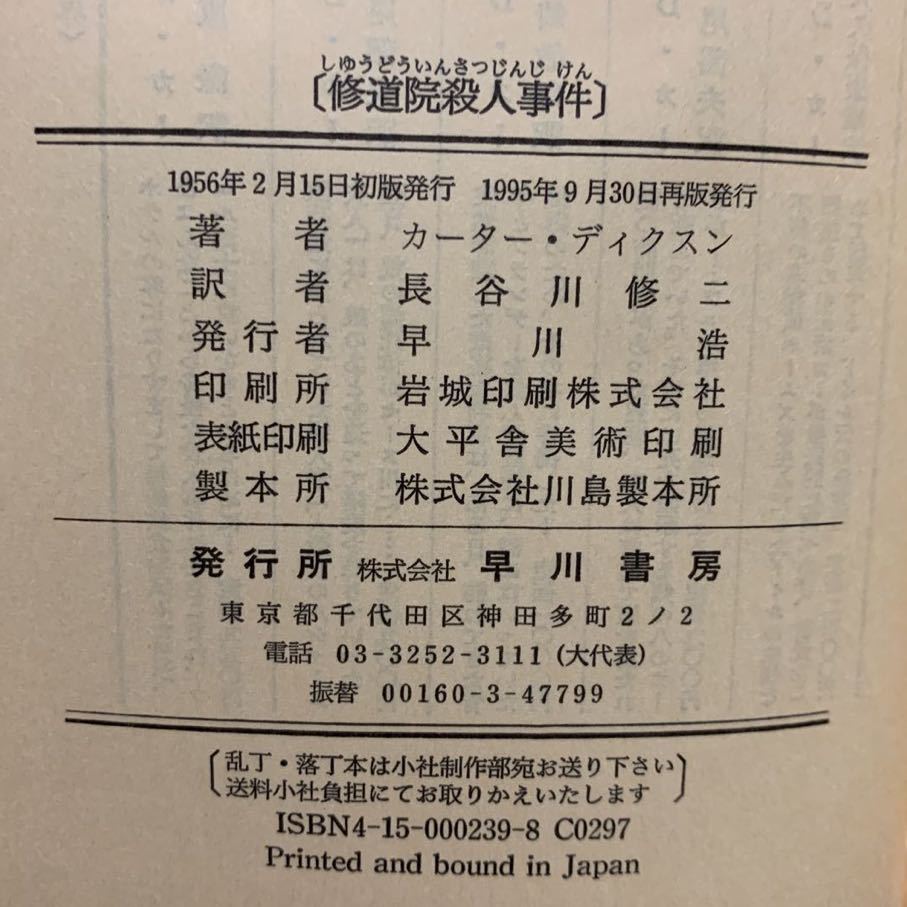 しゆうどういんさつじんじけん
〔修道院殺人事件〕
1956年2月15日初版発行 1995年9月30日再版発行
著者 カーター・ディクスン
訳者 長谷川修二
発行者 早川浩
印刷所 岩城印刷株式会社
表紙印刷 大平舎美術印刷
製本所 株式会社川島製本所
発行所 株式会社 早川書房
東京都千代田区神田多町2ノ2
電話 03-3252-3111(大代表)
振替 00160-3-47799
乱丁・落丁本は小社制作部宛お送り下さい
送料小社負担にてお取りかえいたします
ISBN4-15-000239-8 C0297
Printed and bound in Japan